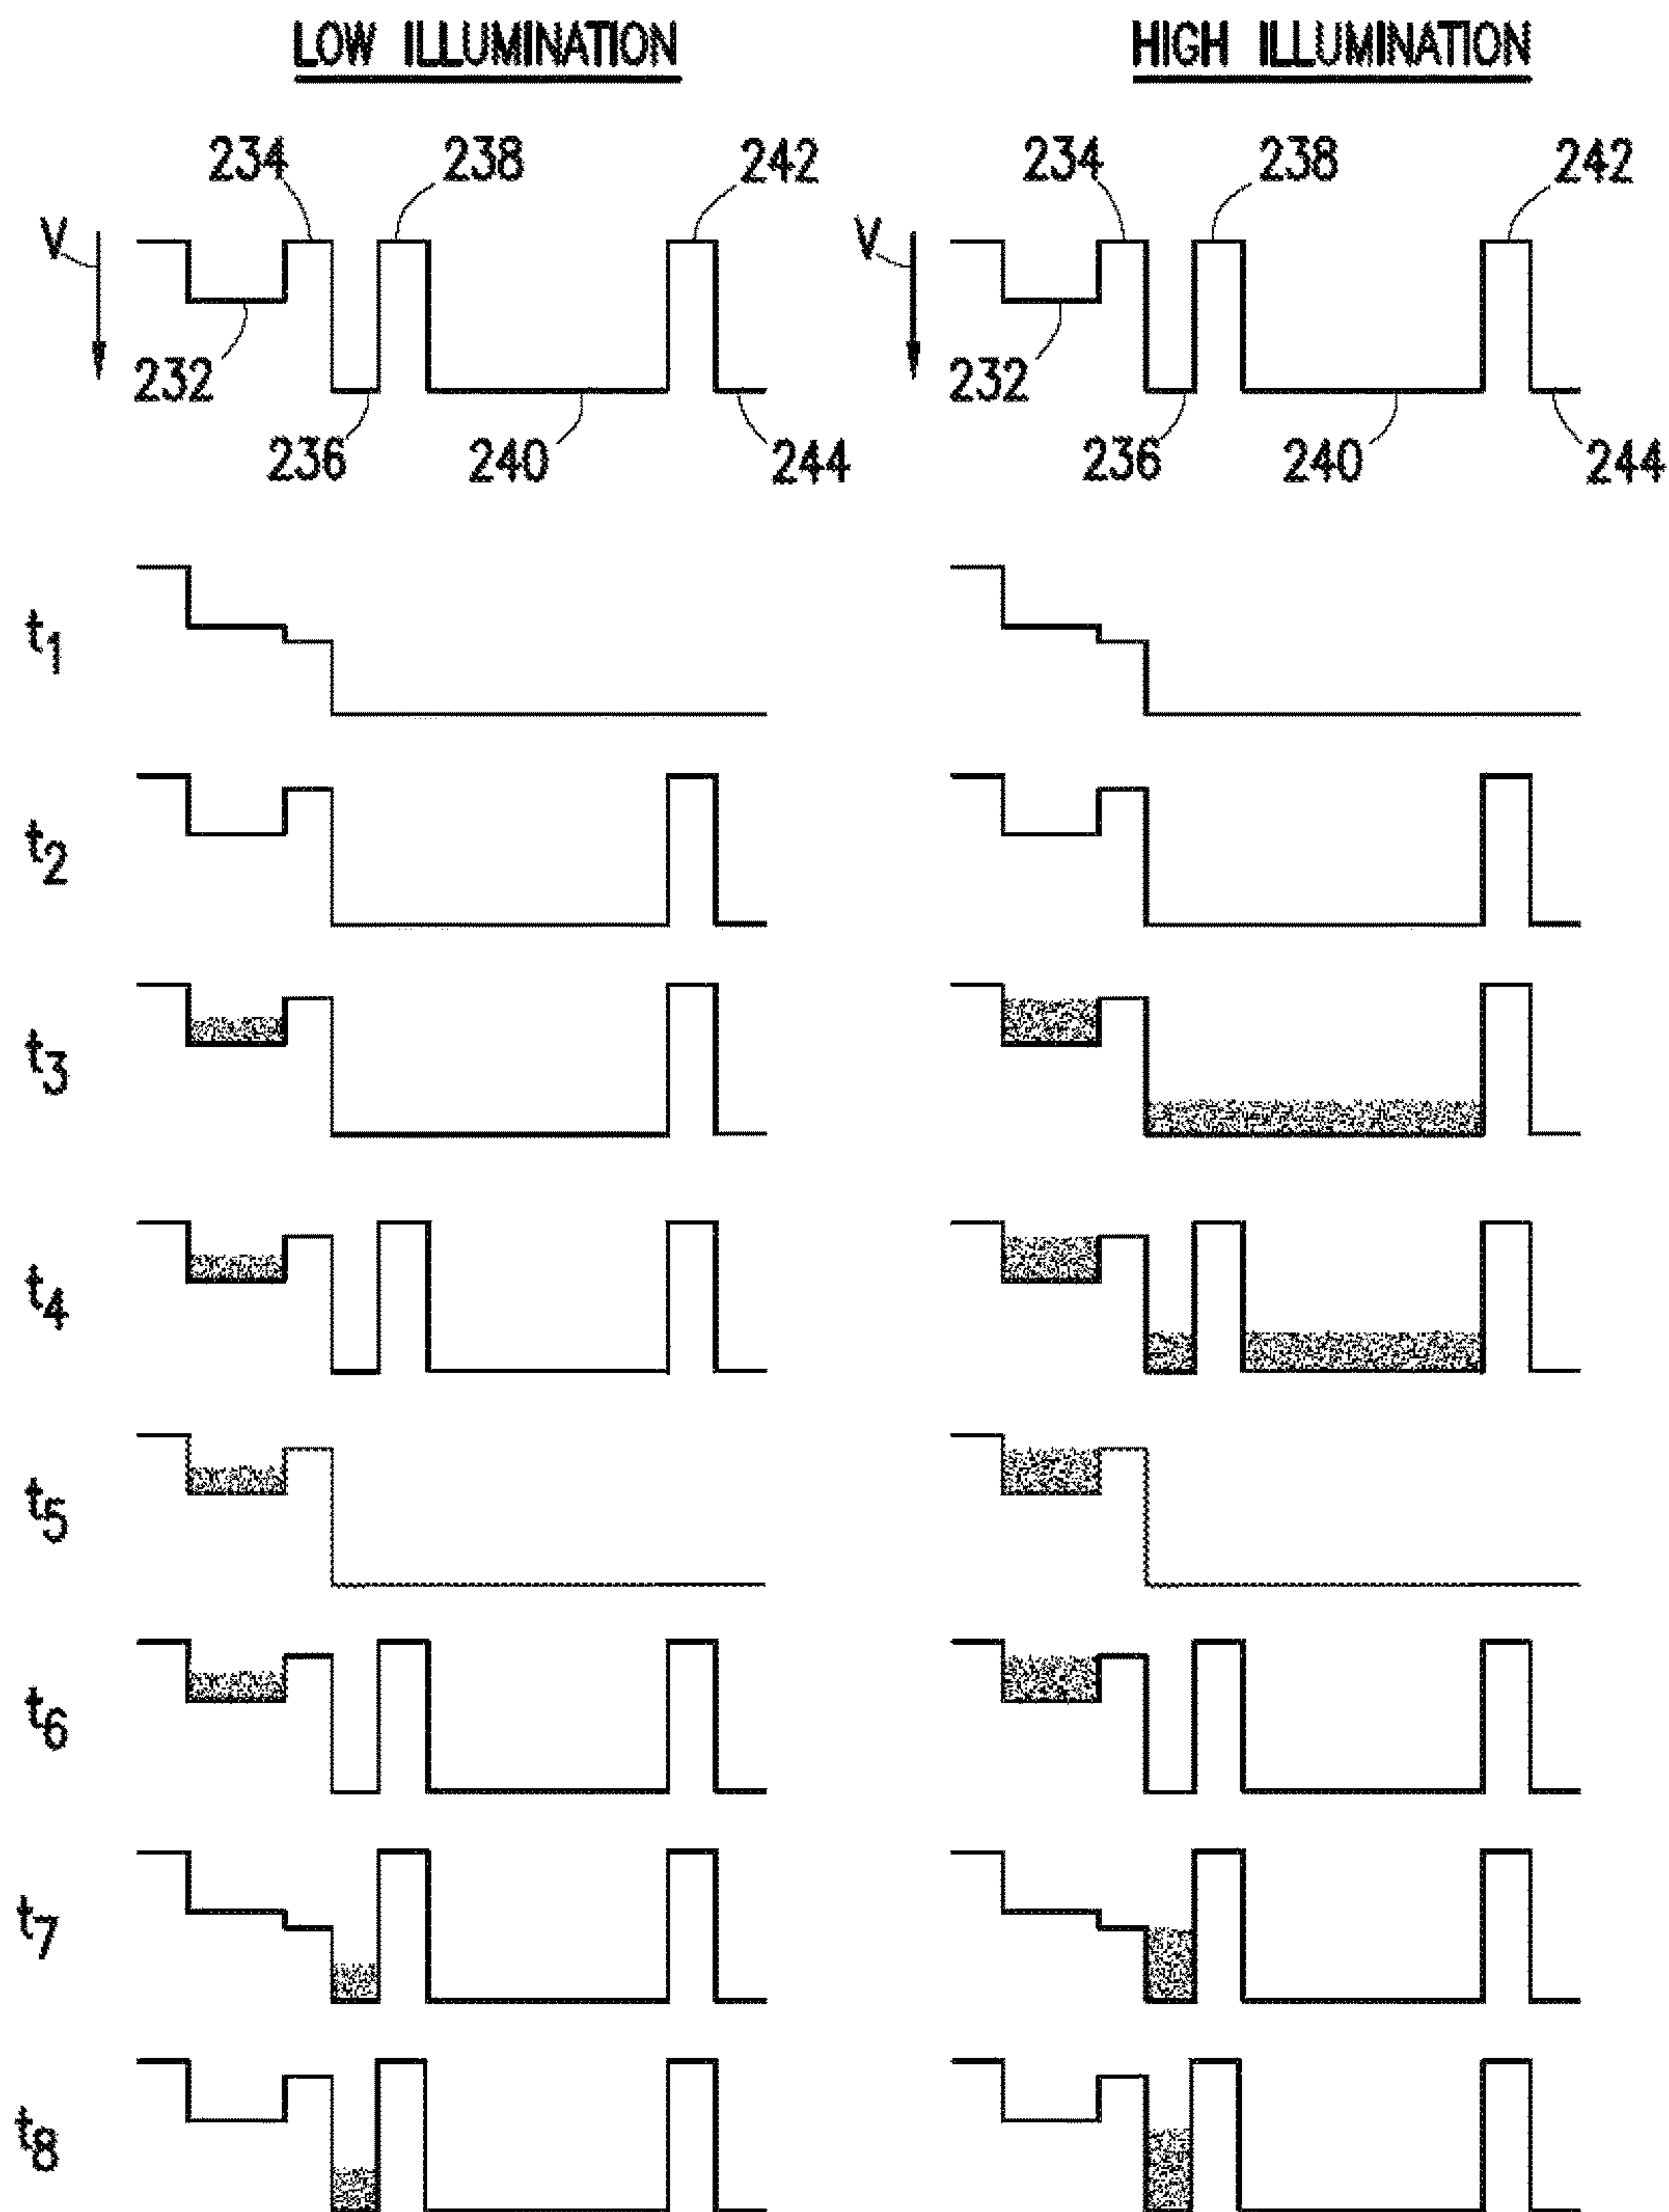 LOW ILLUMINATION HIGH ILLUMINATION
234 238 242 234 238 242
V V
232 232
236 240 244 236 240 244
t1
t2
t3
t4
t5
t6
t7
t8